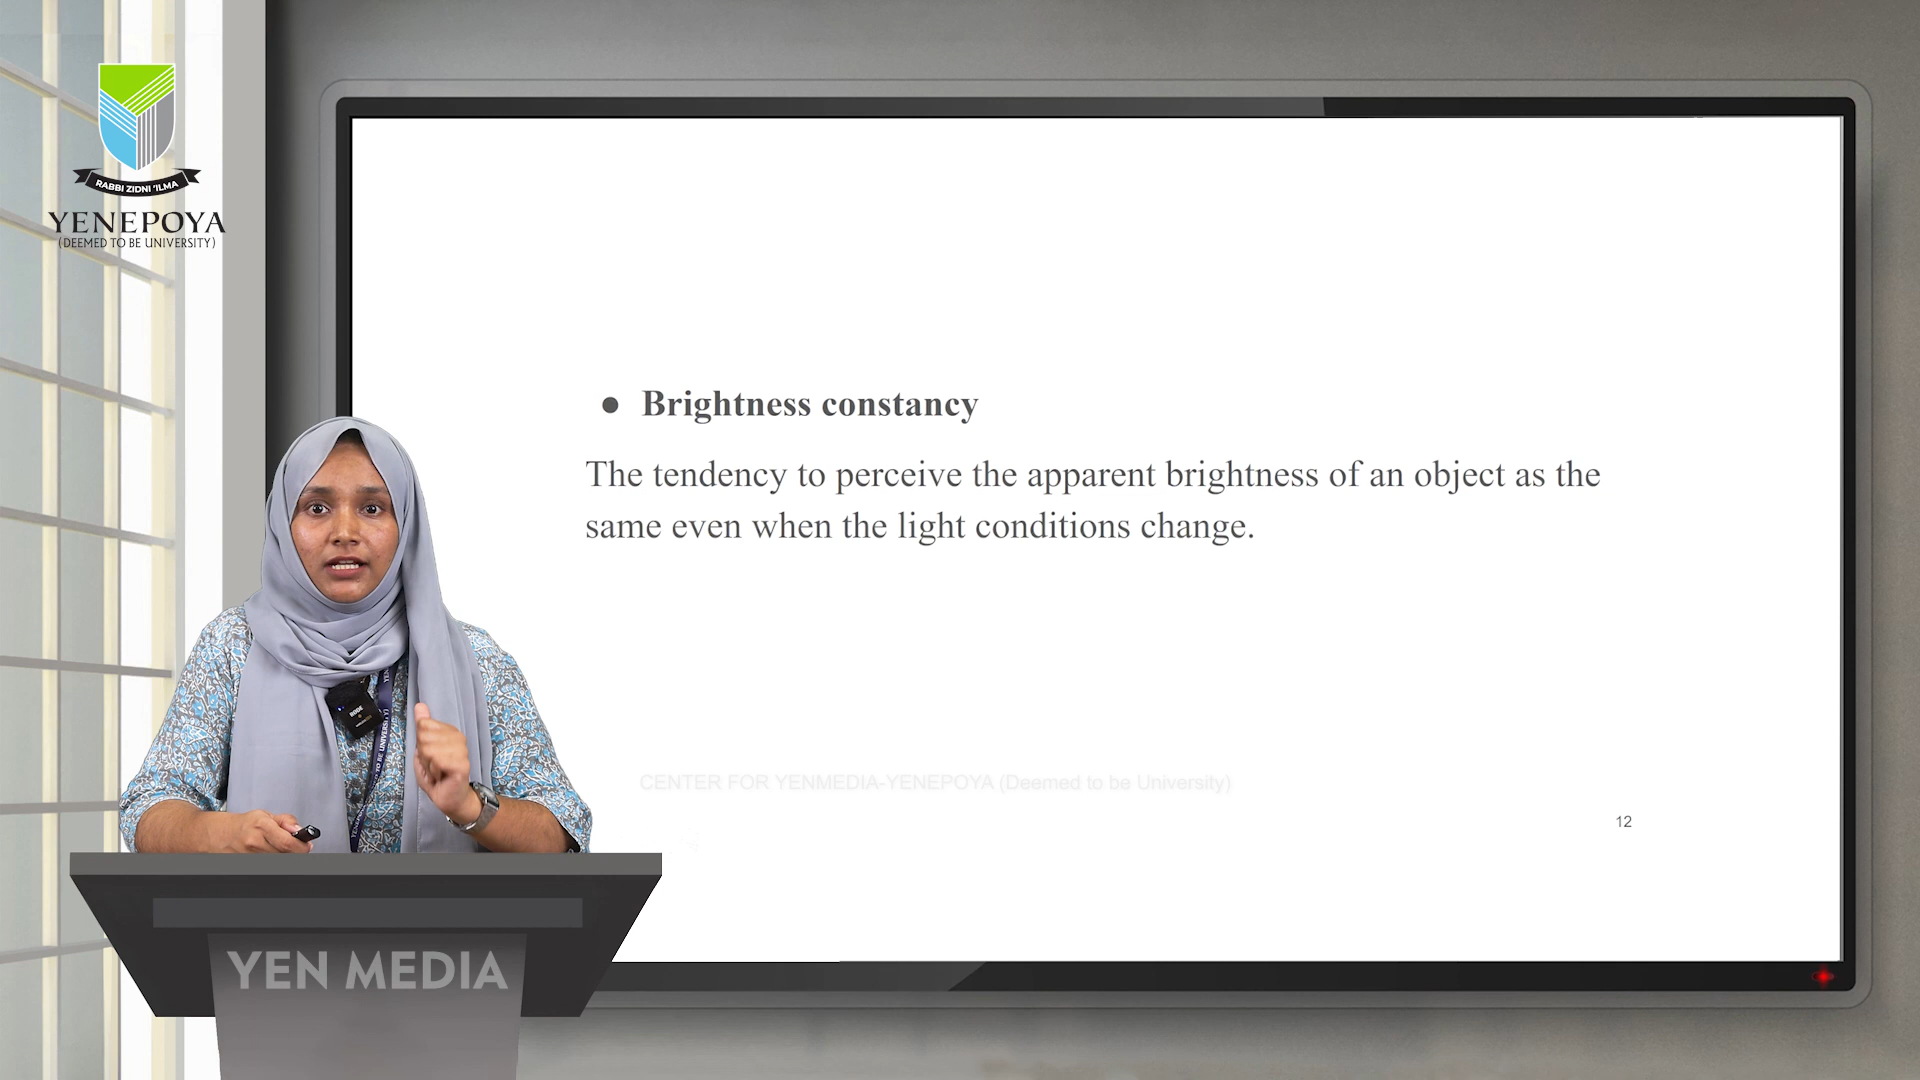 RABBI ZIDNI 'ILMA
YENEPOYA
(DEEMED TO BE UNIVERSITY)
● Brightness constancy
The tendency to perceive the apparent brightness of an object as the
same even when the light conditions change.
CENTER FOR YENMEDIA-YENEPOYA (Deemed to be University)
12
RODE
YEN MEDIA